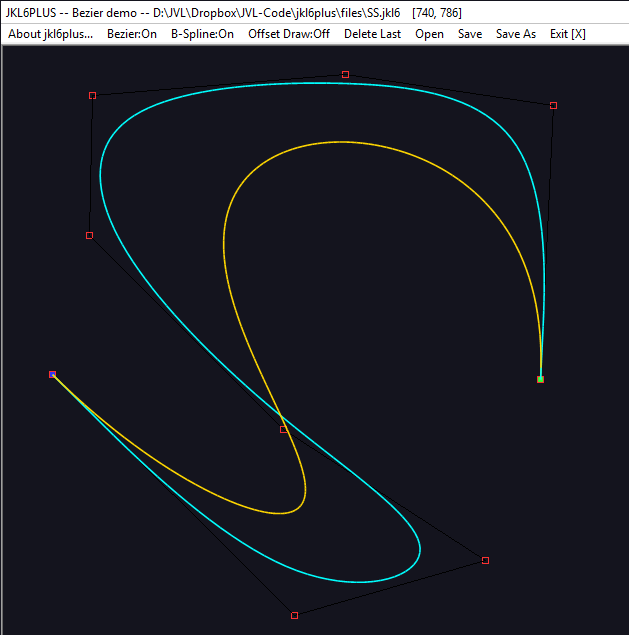 JKL6PLUS -- Bezier demo -- D:\JVL\Dropbox\JVL-Code\jkl6plus\files\SS.jkl6 [740, 786]
About jkl6plus... Bezier:On B-Spline:On Offset Draw:Off Delete Last Open Save Save As Exit [X]